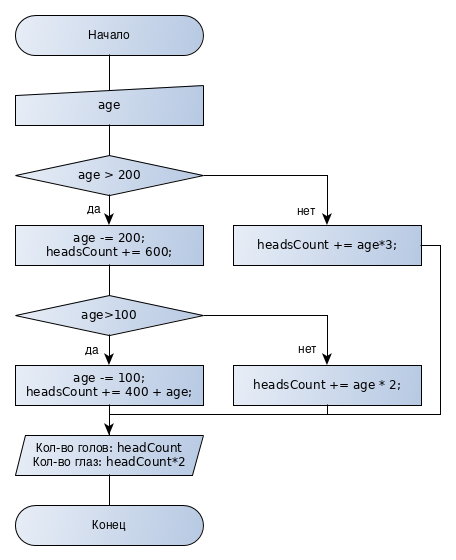 Начало
age
age > 200
да
нет
age -= 200;
headsCount += 600;
headsCount += age*3;
age>100
да
нет
age -= 100;
headsCount += 400 + age;
headsCount += age * 2;
Кол-во голов: headCount
Кол-во глаз: headCount*2
Конец